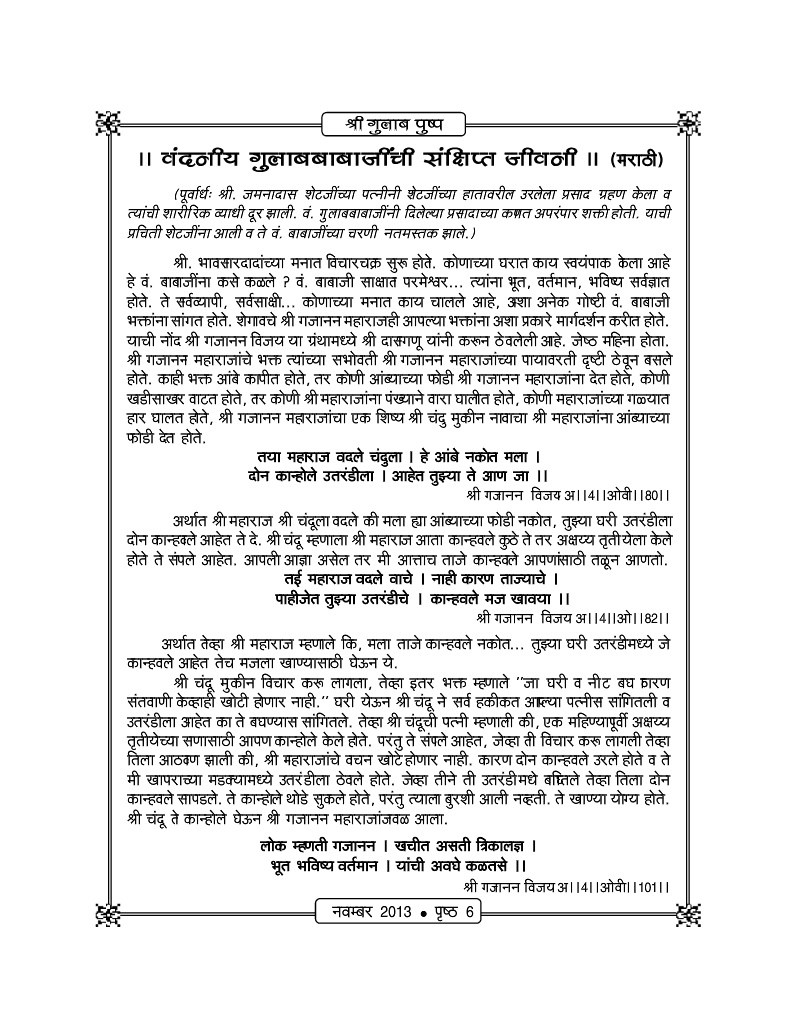 श्री गुलाब पुष्प
।। वंदनीय गुलाबबाबाजींची संक्षिप्त जीवनी ।। (मराठी)
(पूर्वार्धः श्री. जमनादास शेटजींच्या पत्नीनी शेटजींच्या हातावरील उरलेला प्रसाद ग्रहण केला व
त्यांची शारीरिक व्याधी दूर झाली. वं. गुलाबबाबाजींनी दिलेल्या प्रसादाच्या कणात अपरंपार शक्ती होती. याची
प्रचिती शेटजींना आली व ते वं. बाबाजींच्या चरणी नतमस्तक झाले.)
श्री. भावसारदादांच्या मनात विचारचक्र सुरू होते. कोणाच्या घरात काय स्वयंपाक केला आहे
हे वं. बाबाजींना कसे कळले ? वं. बाबाजी साक्षात परमेश्वर... त्यांना भूत, वर्तमान, भविष्य सर्वज्ञात
होते. ते सर्वव्यापी, सर्वसाक्षी... कोणाच्या मनात काय चालले आहे, अशा अनेक गोष्टी वं. बाबाजी
भक्तांना सांगत होते. शेगावचे श्री गजानन महाराजही आपल्या भक्तांना अशा प्रकारे मार्गदर्शन करीत होते.
याची नोंद श्री गजानन विजय या ग्रंथामध्ये श्री दासगणू यांनी करून ठेवलेली आहे. जेष्ठ महिना होता.
श्री गजानन महाराजांचे भक्त त्यांच्या सभोवती श्री गजानन महाराजांच्या पायावरती दृष्टी ठेवून बसले
होते. काही भक्त आंबे कापीत होते, तर कोणी आंब्याच्या फोडी श्री गजानन महाराजांना देत होते, कोणी
खडीसाखर वाटत होते, तर कोणी श्री महाराजांना पंख्याने वारा घालीत होते, कोणी महाराजांच्या गळ्यात
हार घालत होते, श्री गजानन महाराजांचा एक शिष्य श्री चंदु मुकीन नावाचा श्री महाराजांना आंब्याच्या
फोडी देत होते.
तया महाराज वदले चंदुला । हे आंबे नकोत मला ।
दोन कान्होले उतरंडीला । आहेत तुझ्या ते आण जा ।।
श्री गजानन विजय अ।।4।।ओवी।।80।।
अर्थात श्री महाराज श्री चंदूला वदले की मला ह्या आंब्याच्या फोडी नकोत, तुझ्या घरी उतरंडीला
दोन कान्हवले आहेत ते दे. श्री चंदू म्हणाला श्री महाराज आता कान्हवले कुठे ते तर अक्षय्य तृतीयेला केले
होते ते संपले आहेत. आपली आज्ञा असेल तर मी आत्ताच ताजे कान्हवले आपणांसाठी तळून आणतो.
तई महाराज वदले वाचे । नाही कारण ताज्याचे ।
पाहीजेत तुझ्या उतरंडीचे । कान्हवले मज खावया ।।
श्री गजानन विजय अ।।4।।ओ।।82।।
अर्थात तेव्हा श्री महाराज म्हणाले कि, मला ताजे कान्हवले नकोत... तुझ्या घरी उतरंडीमध्ये जे
कान्हवले आहेत तेच मजला खाण्यासाठी घेऊन ये.
श्री चंदू मुकीन विचार करू लागला, तेव्हा इतर भक्त म्हणाले ''जा घरी व नीट बघ कारण
संतवाणी केव्हाही खोटी होणार नाही.'' घरी येऊन श्री चंदू ने सर्व हकीकत आपल्या पत्नीस सांगितली व
उतरंडीला आहेत का ते बघण्यास सांगितले. तेव्हा श्री चंदूची पत्नी म्हणाली की, एक महिण्यापूर्वी अक्षय्य
तृतीयेच्या सणासाठी आपण कान्होले केले होते. परंतु ते संपले आहेत, जेव्हा ती विचार करू लागली तेव्हा
तिला आठवण झाली की, श्री महाराजांचे वचन खोटे होणार नाही. कारण दोन कान्हवले उरले होते व ते
मी खापराच्या मडक्यामध्ये उतरंडीला ठेवले होते. जेव्हा तीने ती उतरंडीमधे बघितले तेव्हा तिला दोन
कान्हवले सापडले. ते कान्होले थोडे सुकले होते, परंतु त्याला बुरशी आली नव्हती. ते खाण्या योग्य होते.
श्री चंदू ते कान्होले घेऊन श्री गजानन महाराजांजवळ आला.
लोक म्हणती गजानन । खचीत असती त्रिकालज्ञ ।
भूत भविष्य वर्तमान । यांची अवघे कळतसे ।।
श्री गजानन विजय अ।।4।।ओवी।।101।।
नवम्बर 2013 ● पृष्ठ 6